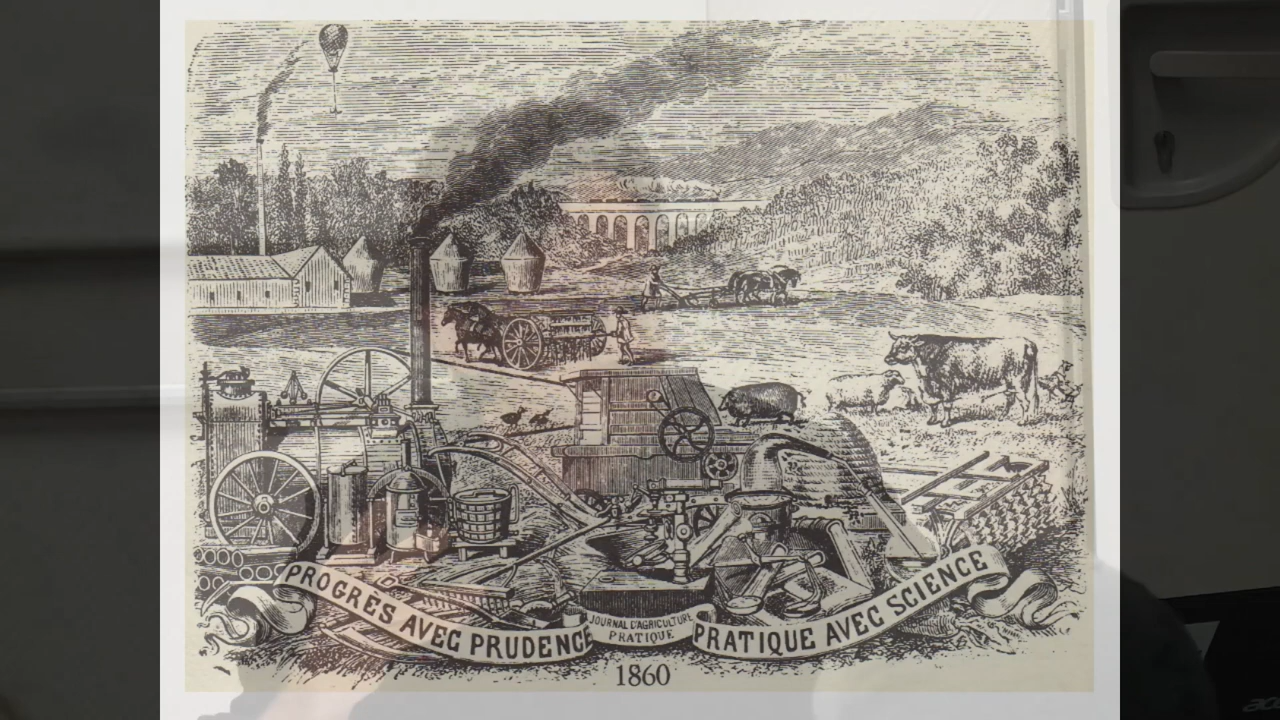 PROGRÈS AVEC PRUDENCE
JOURNAL D'AGRICULTURE
PRATIQUE
PRATIQUE AVEC SCIENCE
1860